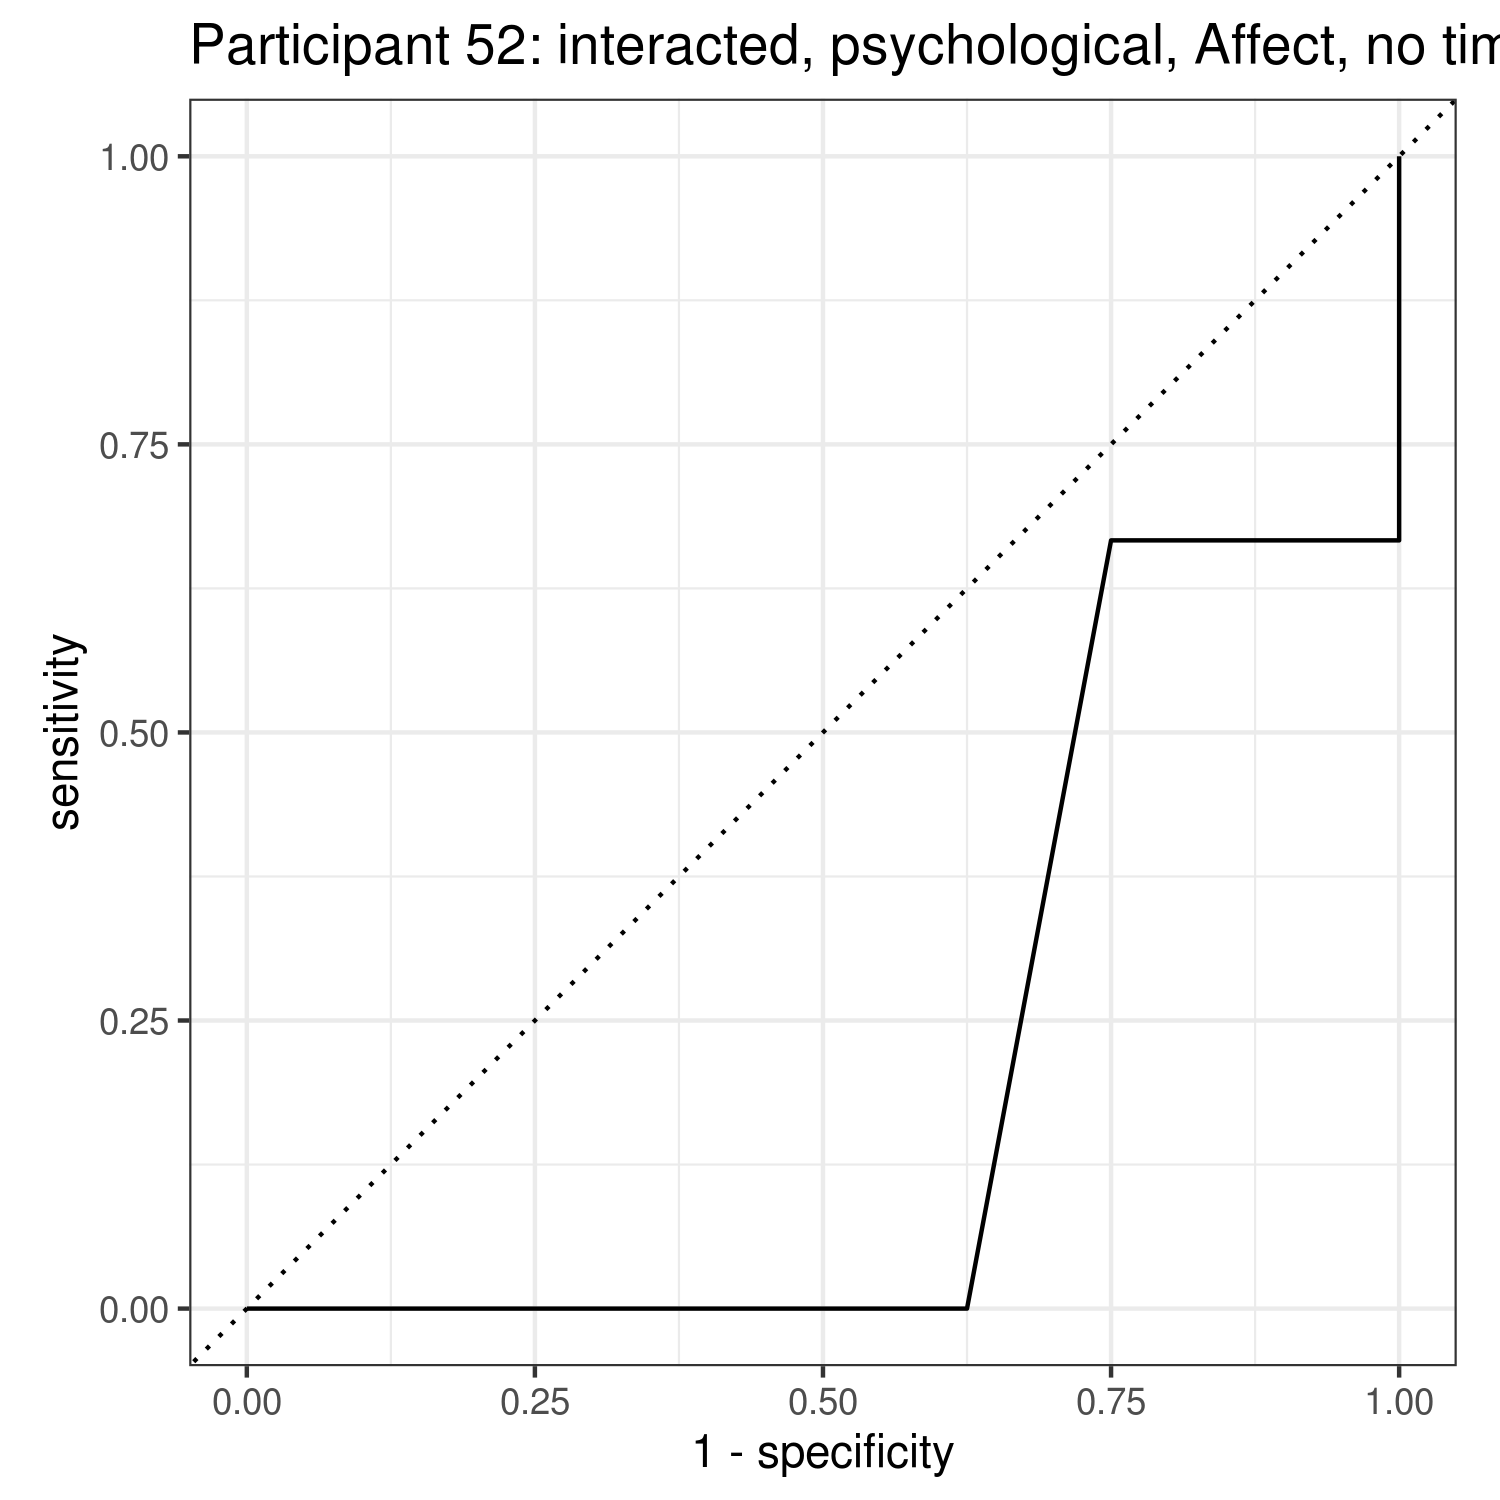 Participant 52: interacted, psychological, Affect, no tim
1.00
0.75
0.50
0.25
0.00
sensitivity
0.00 0.25 0.50 0.75 1.00
1 - specificity